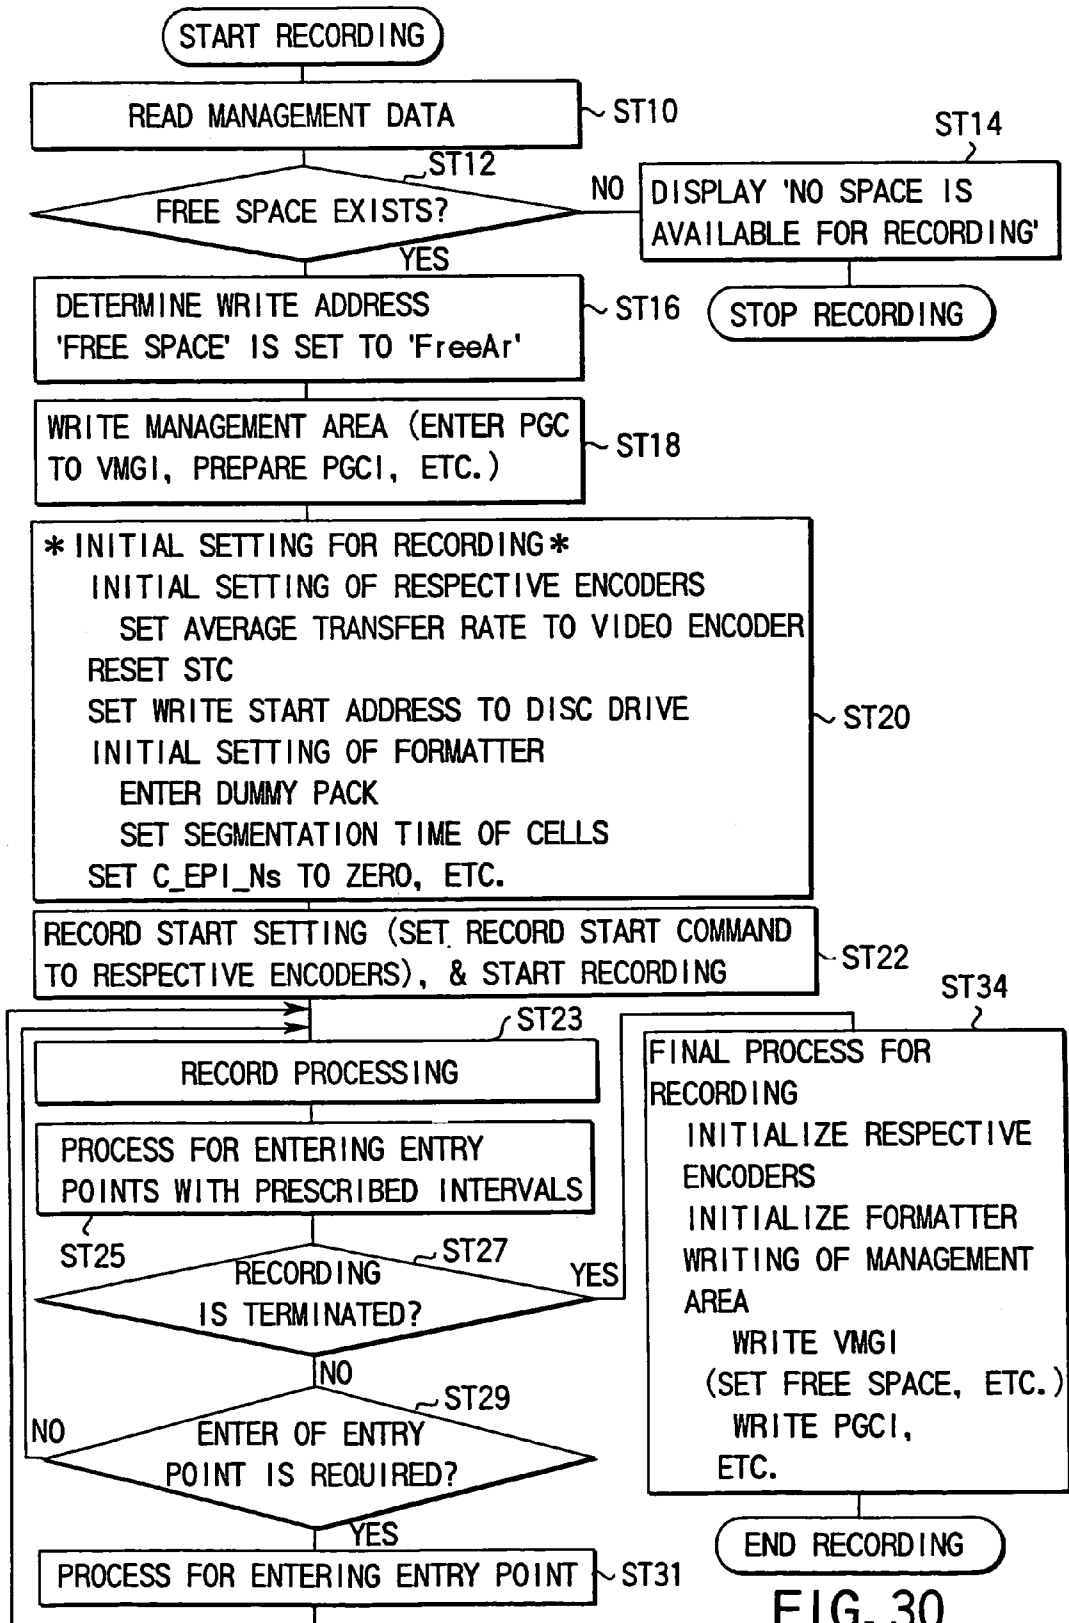 START RECORDING
READ MANAGEMENT DATA
ST10
ST12
FREE SPACE EXISTS?
NO
YES
ST14
DISPLAY 'NO SPACE IS
AVAILABLE FOR RECORDING'
STOP RECORDING
DETERMINE WRITE ADDRESS
'FREE SPACE' IS SET TO 'FreeAr'
ST16
WRITE MANAGEMENT AREA (ENTER PGC
TO VMGI, PREPARE PGCI, ETC.)
ST18
*INITIAL SETTING FOR RECORDING*
INITIAL SETTING OF RESPECTIVE ENCODERS
SET AVERAGE TRANSFER RATE TO VIDEO ENCODER
RESET STC
SET WRITE START ADDRESS TO DISC DRIVE
INITIAL SETTING OF FORMATTER
ENTER DUMMY PACK
SET SEGMENTATION TIME OF CELLS
SET C_EPI_Ns TO ZERO, ETC.
ST20
RECORD START SETTING (SET RECORD START COMMAND
TO RESPECTIVE ENCODERS), & START RECORDING
ST22
ST23
RECORD PROCESSING
PROCESS FOR ENTERING ENTRY
POINTS WITH PRESCRIBED INTERVALS
ST25
ST27
RECORDING
IS TERMINATED?
YES
NO
ST29
ENTER OF ENTRY
POINT IS REQUIRED?
NO
YES
PROCESS FOR ENTERING ENTRY POINT
ST31
ST34
FINAL PROCESS FOR
RECORDING
INITIALIZE RESPECTIVE
ENCODERS
INITIALIZE FORMATTER
WRITING OF MANAGEMENT
AREA
WRITE VMGI
(SET FREE SPACE, ETC.)
WRITE PGCI,
ETC.
END RECORDING
FIG. 30